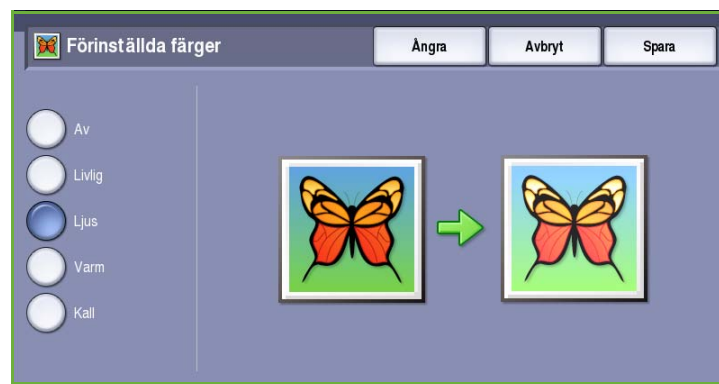 Förinställda färger
Ångra
Avbryt
Spara
Av
Livlig
Ljus
Varm
Kall